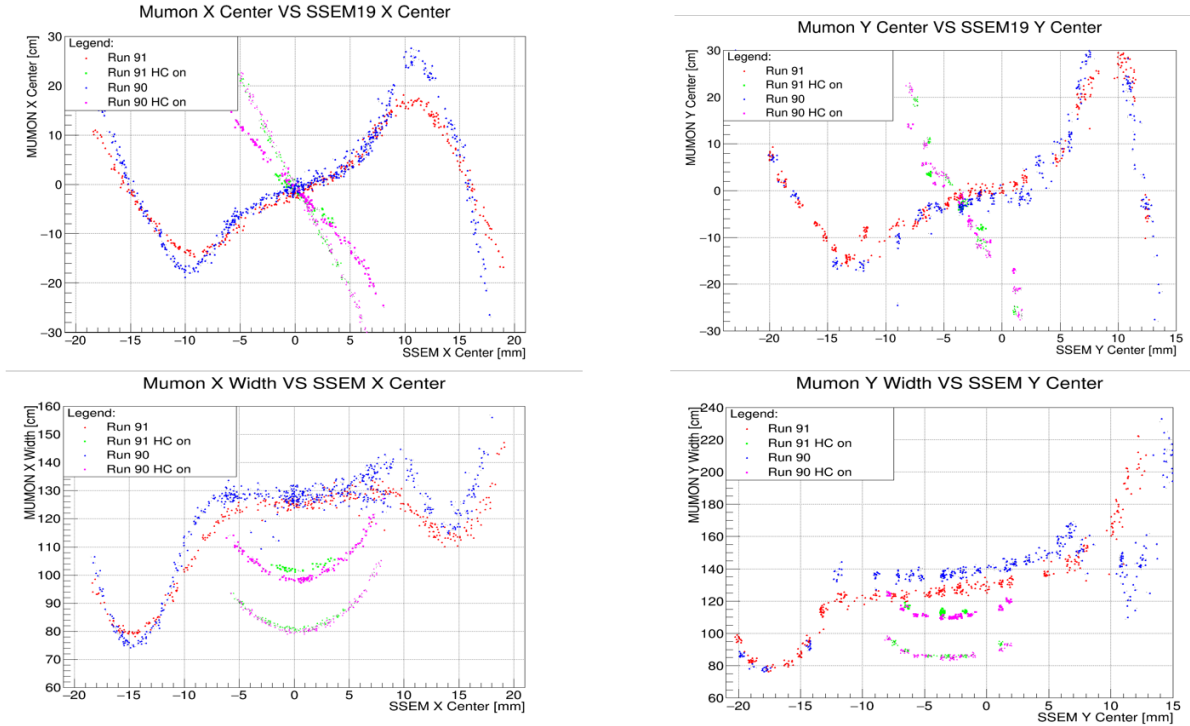 Mumon X Center VS SSEM19 X Center
MUMON X Center [cm]
30
20
10
0
−10
−20
−30
Legend:
Run 91
Run 91 HC on
Run 90
Run 90 HC on
−20 −15 −10 −5 0 5 10 15 20
SSEM X Center [mm]
Mumon Y Center VS SSEM19 Y Center
MUMON Y Center [cm]
30
20
10
0
−10
−20
−30
Legend:
Run 91
Run 91 HC on
Run 90
Run 90 HC on
−20 −15 −10 −5 0 5 10 15
SSEM Y Center [mm]
Mumon X Width VS SSEM X Center
MUMON X Width [cm]
160
150
140
130
120
110
100
90
80
70
60
Legend:
Run 91
Run 91 HC on
Run 90
Run 90 HC on
−20 −15 −10 −5 0 5 10 15 20
SSEM X Center [mm]
Mumon Y Width VS SSEM Y Center
MUMON Y Width [cm]
240
220
200
180
160
140
120
100
80
60
Legend:
Run 91
Run 91 HC on
Run 90
Run 90 HC on
−20 −15 −10 −5 0 5 10 15
SSEM Y Center [mm]